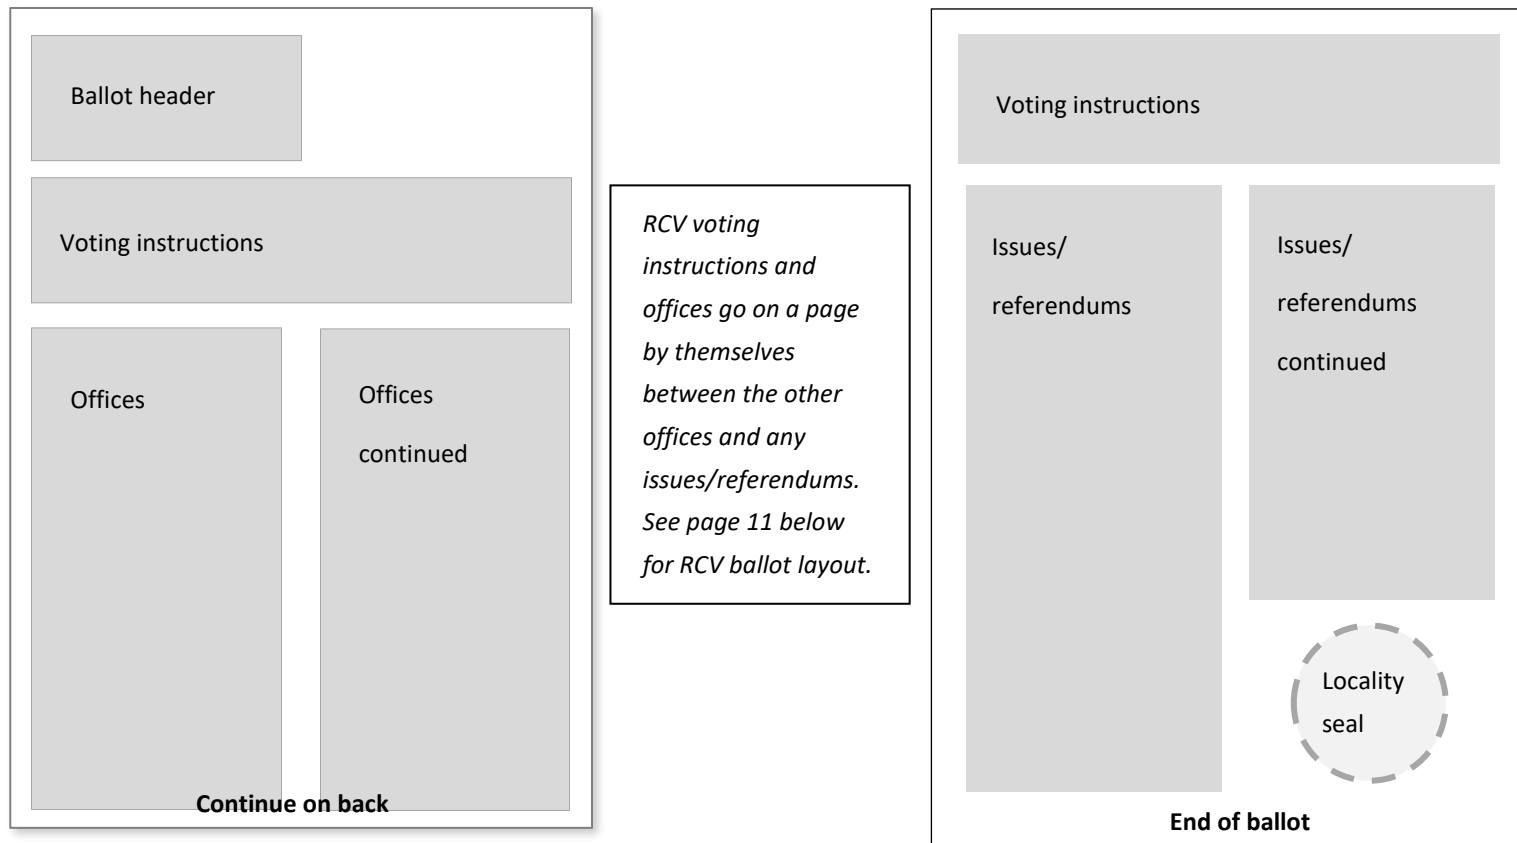 Ballot header
Voting instructions
Offices
Offices
continued
Continue on back
RCV voting
instructions and
offices go on a page
by themselves
between the other
offices and any
issues/referendums.
See page 11 below
for RCV ballot layout.
Voting instructions
Issues/
referendums
Issues/
referendums
continued
Locality
seal
End of ballot